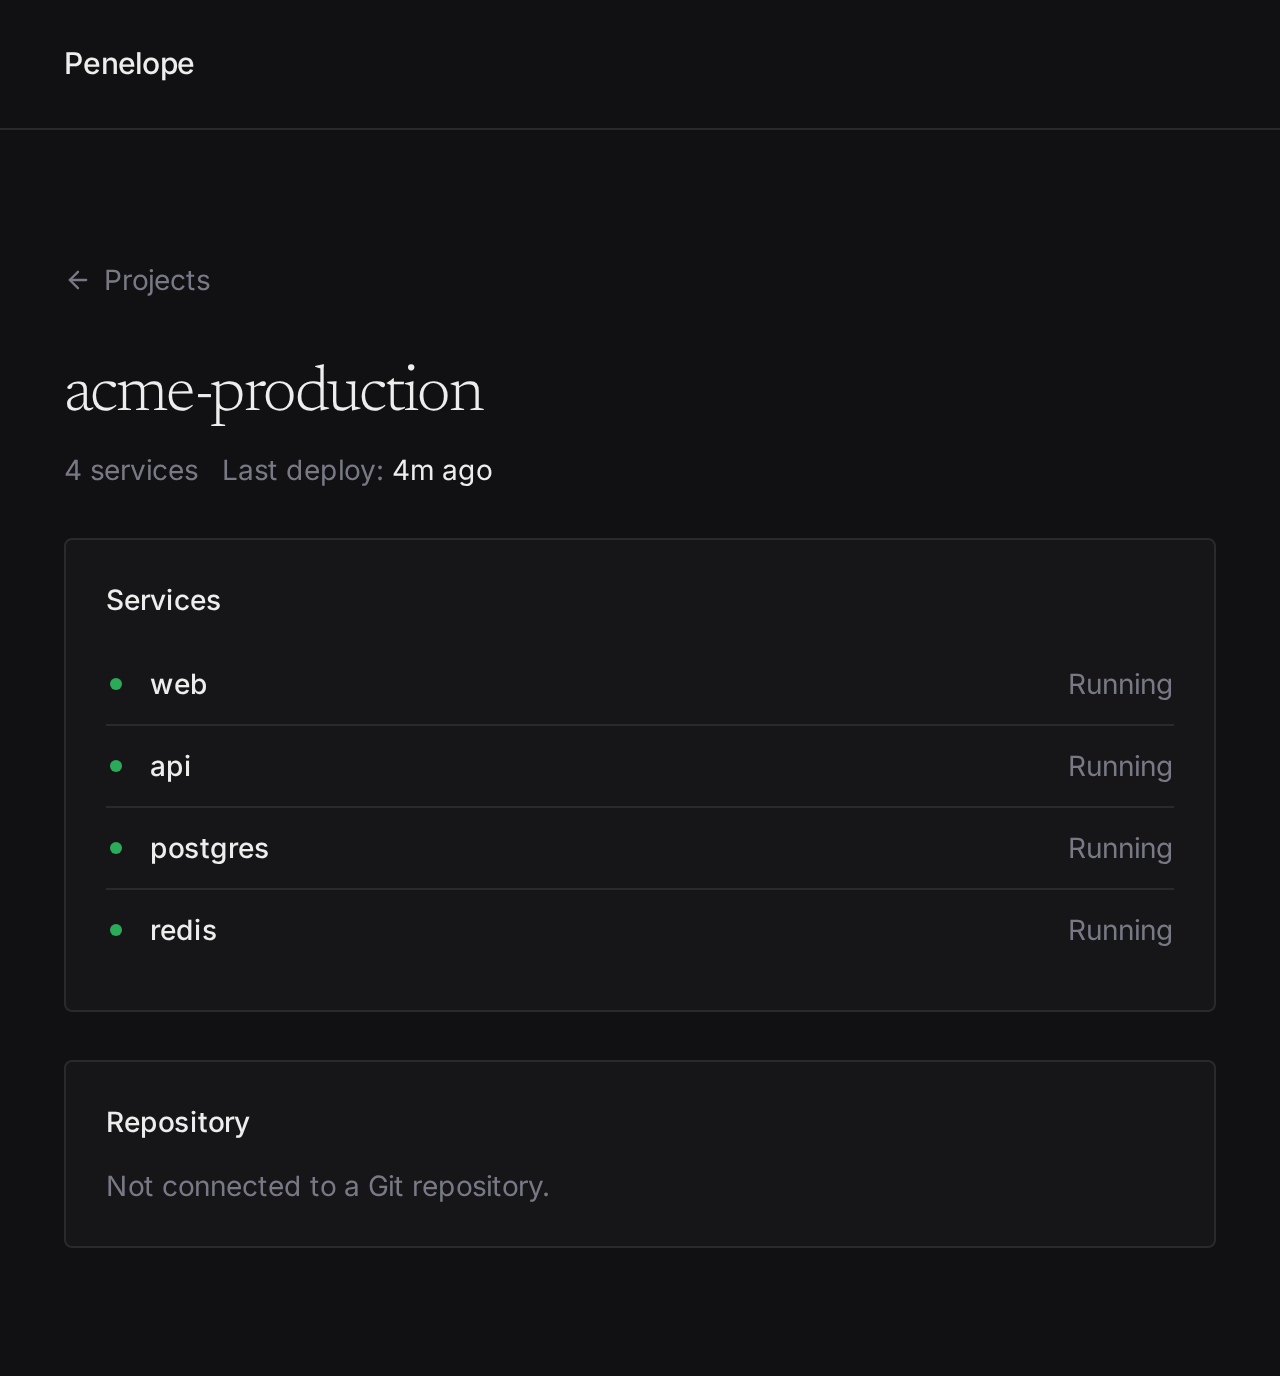 Penelope
← Projects
acme-production
4 services Last deploy: 4m ago
Services
web Running
api Running
postgres Running
redis Running
Repository
Not connected to a Git repository.